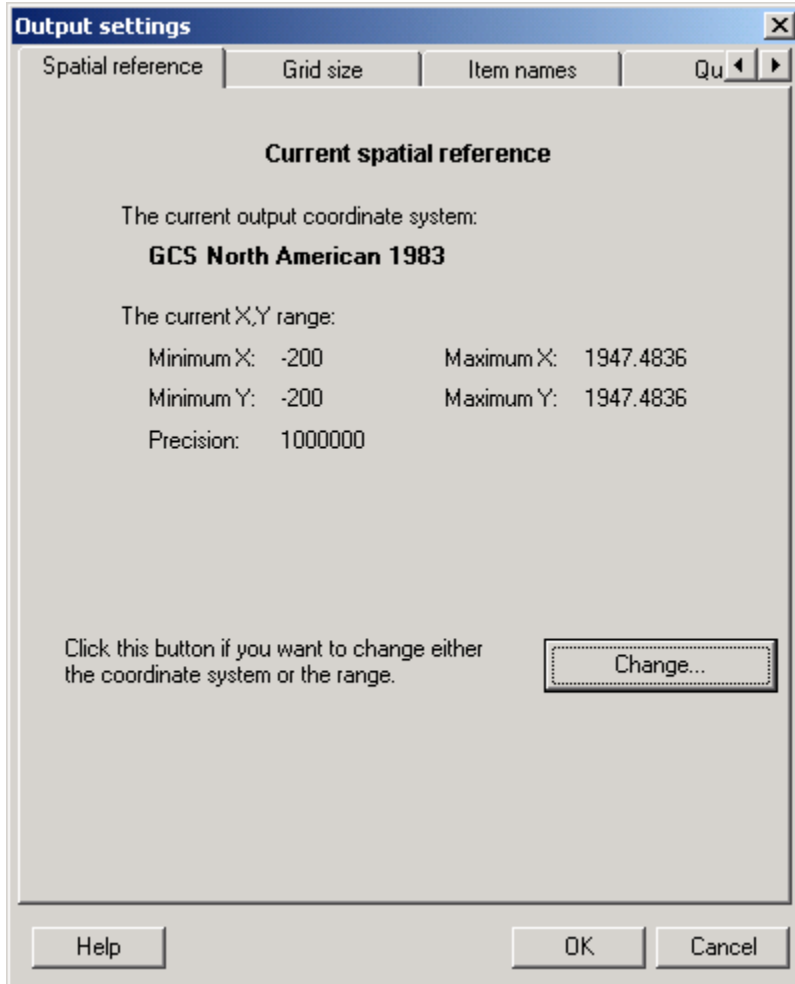 Output settings
Spatial reference Grid size Item names Qu
Current spatial reference
The current output coordinate system:
GCS North American 1983
The current X,Y range:
Minimum X: -200 Maximum X: 1947.4836
Minimum Y: -200 Maximum Y: 1947.4836
Precision: 1000000
Click this button if you want to change either
the coordinate system or the range.
Change...
Help OK Cancel